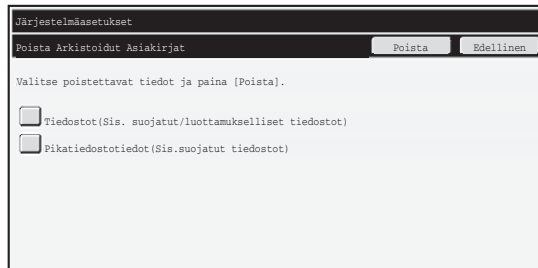 Järjestelmäasetukset
Poista Arkistoidut Asiakirjat Poista Edellinen
Valitse poistettavat tiedot ja paina [Poista].
Tiedostot(Sis. suojatut/luottamukselliset tiedostot)
Pikatiedostotiedot(Sis.suojatut tiedostot)